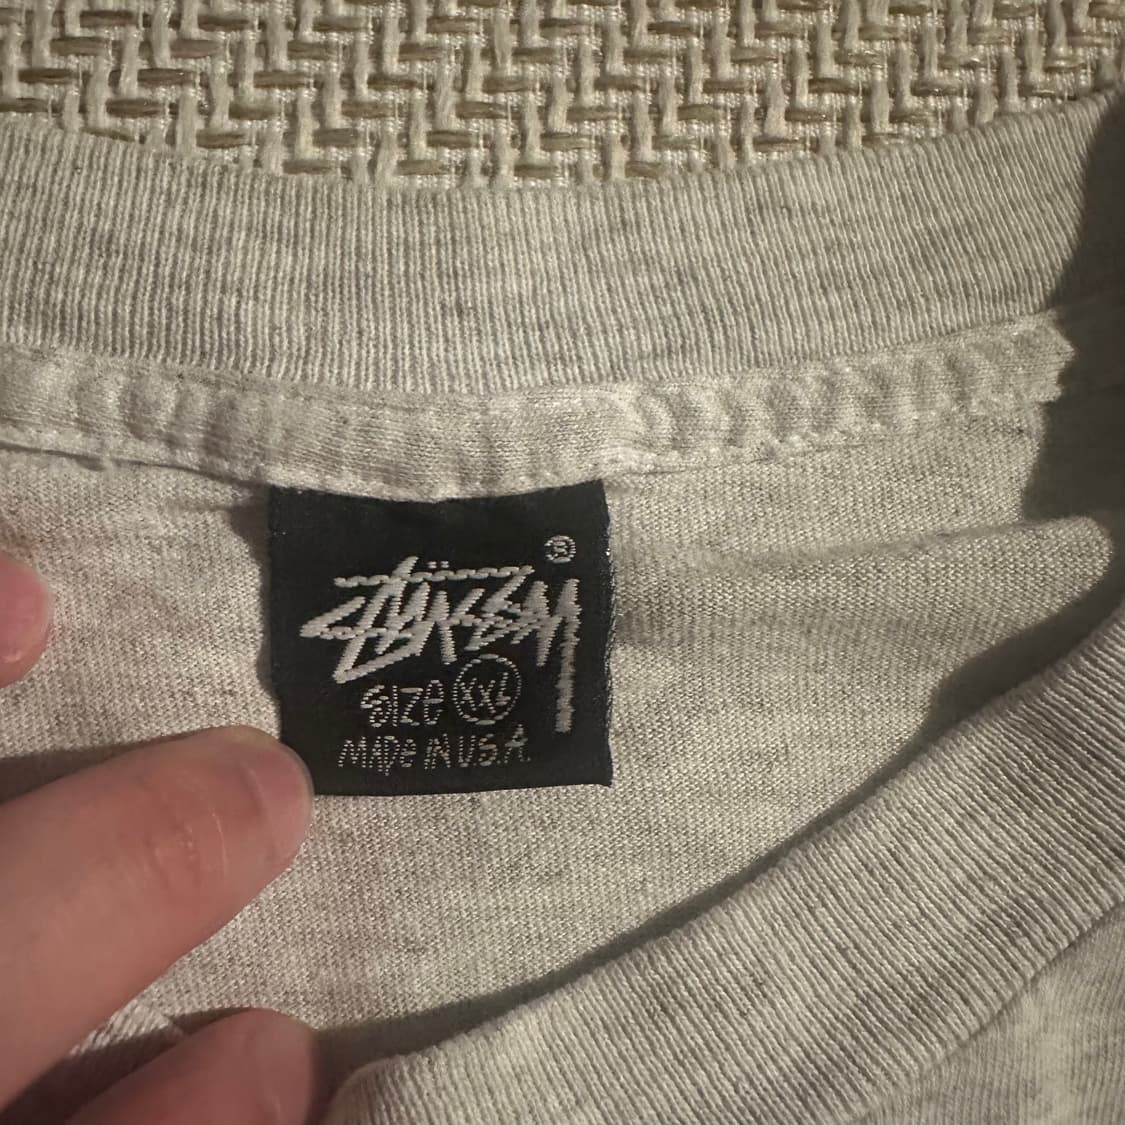 ®
STÜSSY
SIZE XXL
MADE IN U.S.A